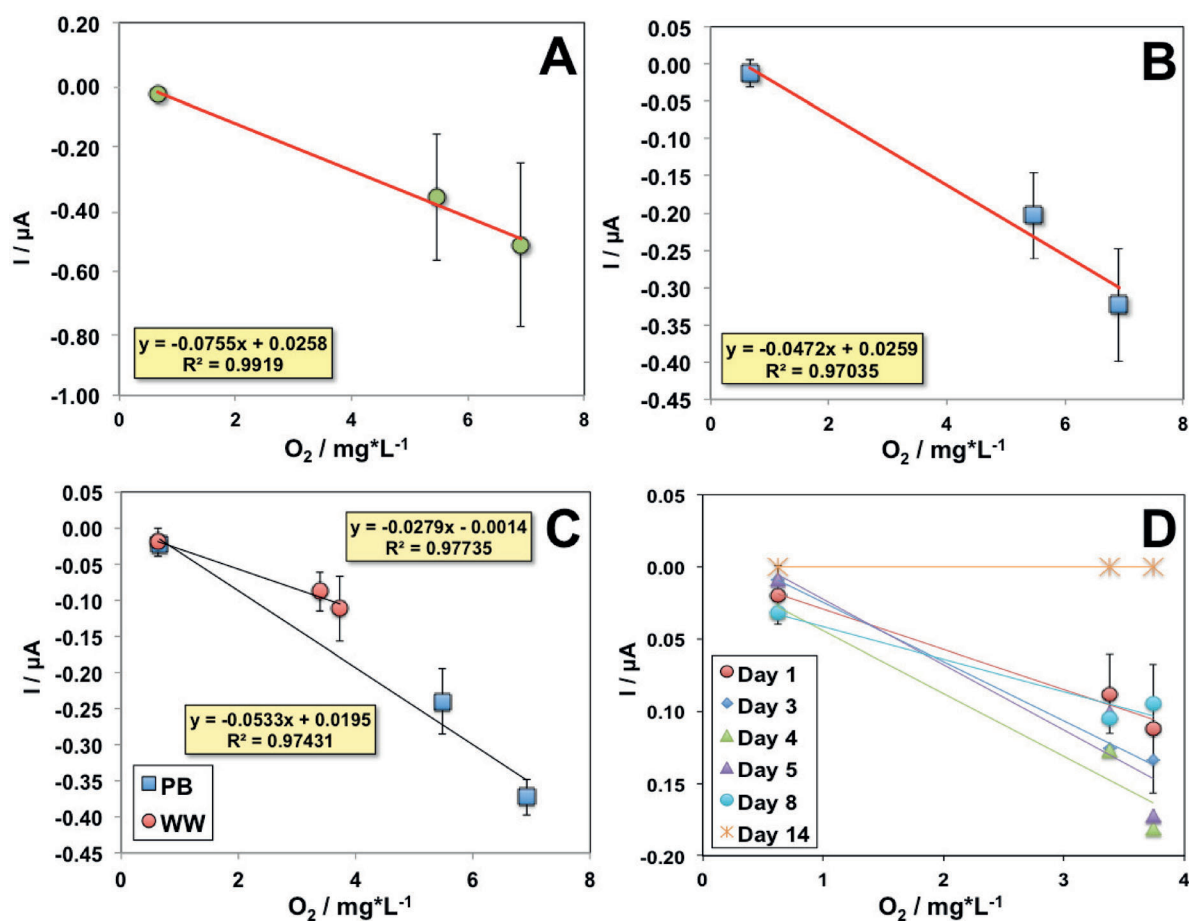 A
0.20
0.00
-0.20
-0.40
-0.60
-0.80
-1.00
I / µA
y = -0.0755x + 0.0258
R² = 0.9919
0 2 4 6 8
O₂ / mg*L⁻¹
B
0.05
0.00
-0.05
-0.10
-0.15
-0.20
-0.25
-0.30
-0.35
-0.40
-0.45
I / µA
y = -0.0472x + 0.0259
R² = 0.97035
0 2 4 6 8
O₂ / mg*L⁻¹
C
0.05
0.00
-0.05
-0.10
-0.15
-0.20
-0.25
-0.30
-0.35
-0.40
-0.45
I / µA
y = -0.0279x - 0.0014
R² = 0.97735
y = -0.0533x + 0.0195
R² = 0.97431
PB
WW
0 2 4 6 8
O₂ / mg*L⁻¹
D
0.05
0.00
0.05
0.10
0.15
-0.20
I / µA
Day 1
Day 3
Day 4
Day 5
Day 8
Day 14
0 1 2 3 4
O₂ / mg*L⁻¹